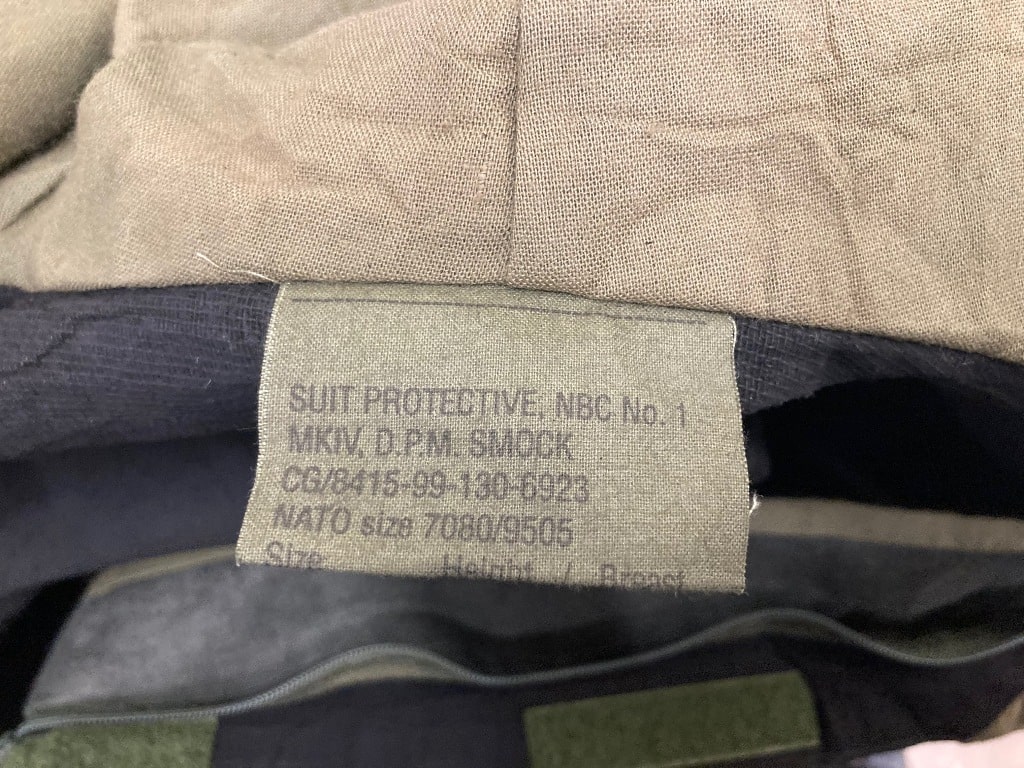 SUIT PROTECTIVE, NBC No. 1
MKIV, D.P.M. SMOCK
CG/8415-99-130-6923
NATO size 7080/9505
Size Height / Breast